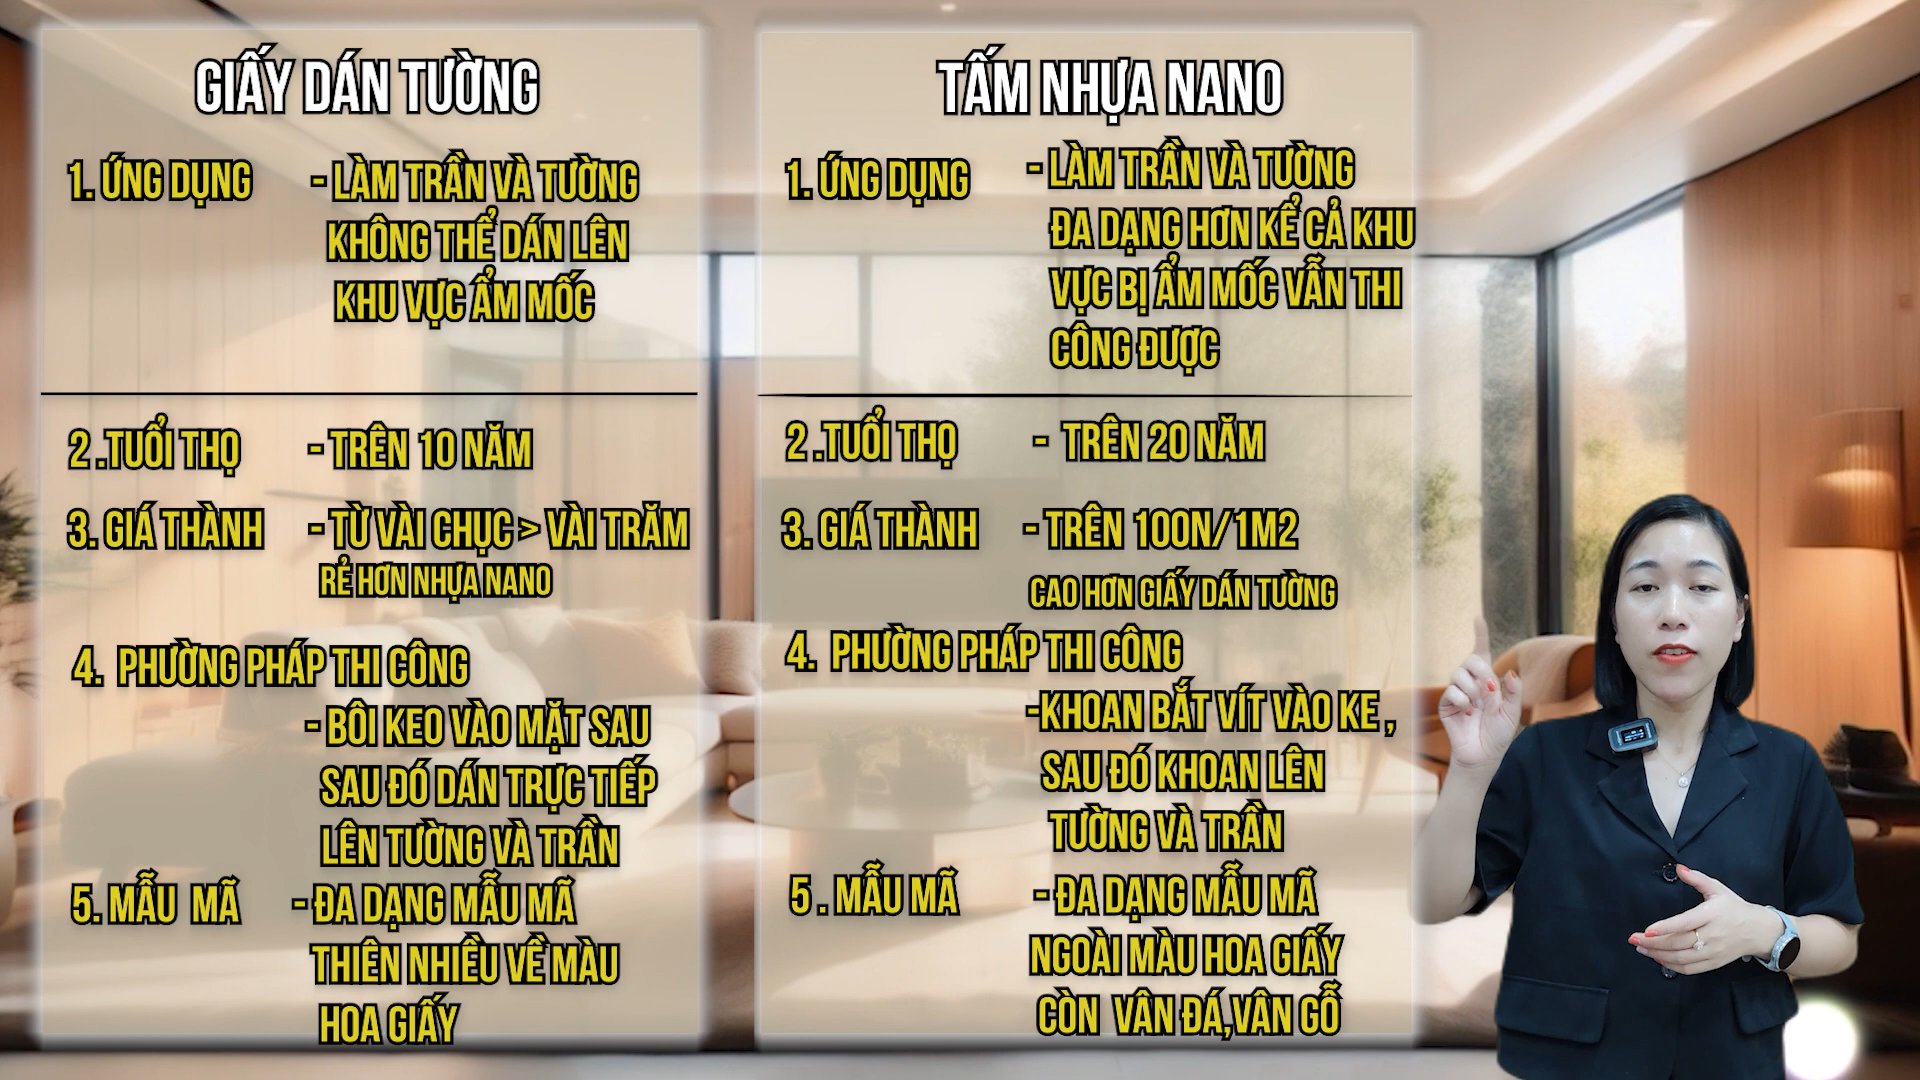 GIẤY DÁN TƯỜNG
1. ỨNG DỤNG - LÀM TRẦN VÀ TƯỜNG
KHÔNG THỂ DÁN LÊN
KHU VỰC ẨM MỐC
2 .TUỔI THỌ - TRÊN 10 NĂM
3. GIÁ THÀNH - TỪ VÀI CHỤC > VÀI TRĂM
RẺ HƠN NHỰA NANO
4. PHƯỜNG PHÁP THI CÔNG
- BÔI KEO VÀO MẶT SAU
SAU ĐÓ DÁN TRỰC TIẾP
LÊN TƯỜNG VÀ TRẦN
5. MẪU MÃ - ĐA DẠNG MẪU MÃ
THIÊN NHIỀU VỀ MÀU
HOA GIẤY
TẤM NHỰA NANO
1. ỨNG DỤNG - LÀM TRẦN VÀ TƯỜNG
ĐA DẠNG HƠN KỂ CẢ KHU
VỰC BỊ ẨM MỐC VẪN THI
CÔNG ĐƯỢC
2 .TUỔI THỌ - TRÊN 20 NĂM
3. GIÁ THÀNH - TRÊN 100N/1M2
CAO HƠN GIẤY DÁN TƯỜNG
4. PHƯỜNG PHÁP THI CÔNG
-KHOAN BẮT VÍT VÀO KE ,
SAU ĐÓ KHOAN LÊN
TƯỜNG VÀ TRẦN
5 . MẪU MÃ - ĐA DẠNG MẪU MÃ
NGOÀI MÀU HOA GIẤY
CÒN VÂN ĐÁ,VÂN GỖ